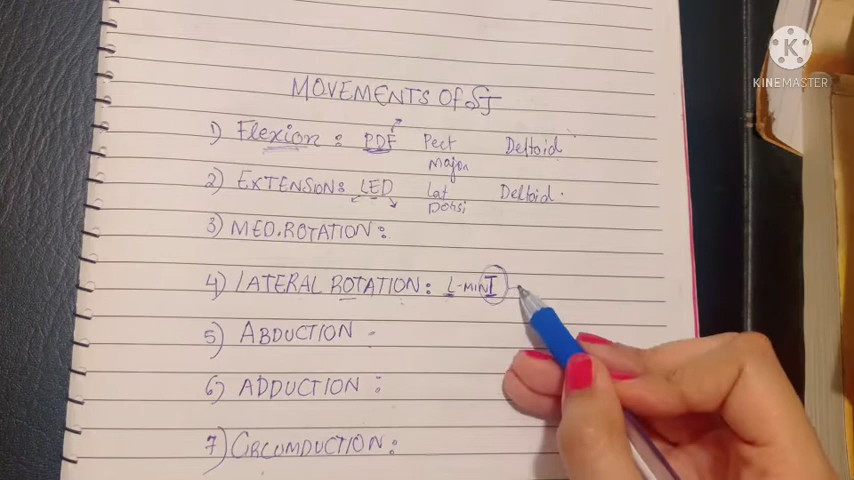 MOVEMENTS Of SJ
1) Flexion : PDF Pect Deltoid
Major
2) EXTENSION: LED Lat Deltoid.
Dorsi
3) MED.ROTATION:
4) LATERAL ROTATION: L-MINI
5) ABDUCTION -
6) ADDUCTION :
7) CIRCUMDUCTION:
K
KINEMASTER